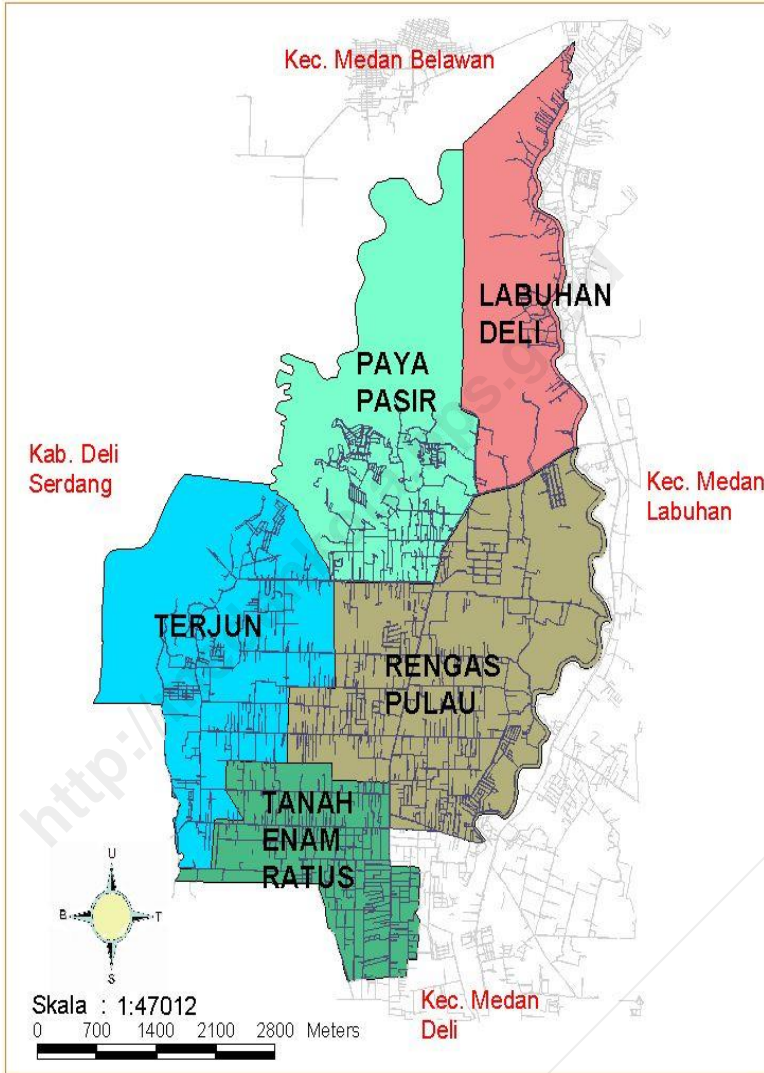 Kec. Medan Belawan
LABUHAN
DELI
PAYA
PASIR
Kab. Deli
Serdang
Kec. Medan
Labuhan
TERJUN
RENGAS
PULAU
TANAH
ENAM
RATUS
U
B
T
S
Kec. Medan
Deli
Skala : 1:47012
0 700 1400 2100 2800 Meters
http://